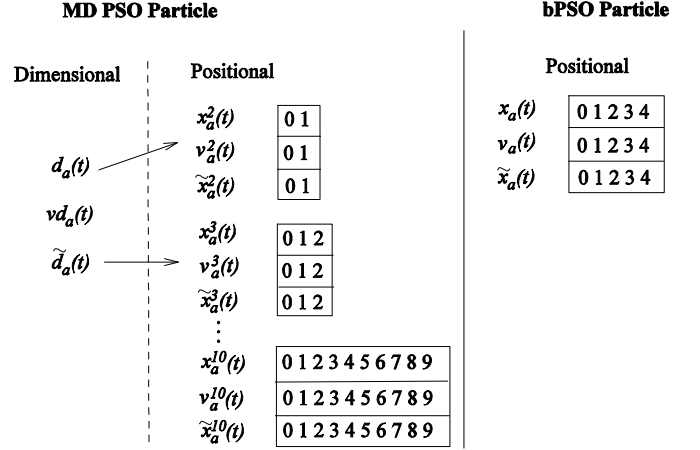 MD PSO Particle
Dimensional
Positional
d_a(t)
vd_a(t)
d̃_a(t)
x_a^2(t) 0 1
v_a^2(t) 0 1
x̃_a^2(t) 0 1
x_a^3(t) 0 1 2
v_a^3(t) 0 1 2
x̃_a^3(t) 0 1 2
⋮
x_a^10(t) 0 1 2 3 4 5 6 7 8 9
v_a^10(t) 0 1 2 3 4 5 6 7 8 9
x̃_a^10(t) 0 1 2 3 4 5 6 7 8 9
bPSO Particle
Positional
x_a(t) 0 1 2 3 4
v_a(t) 0 1 2 3 4
x̃_a(t) 0 1 2 3 4